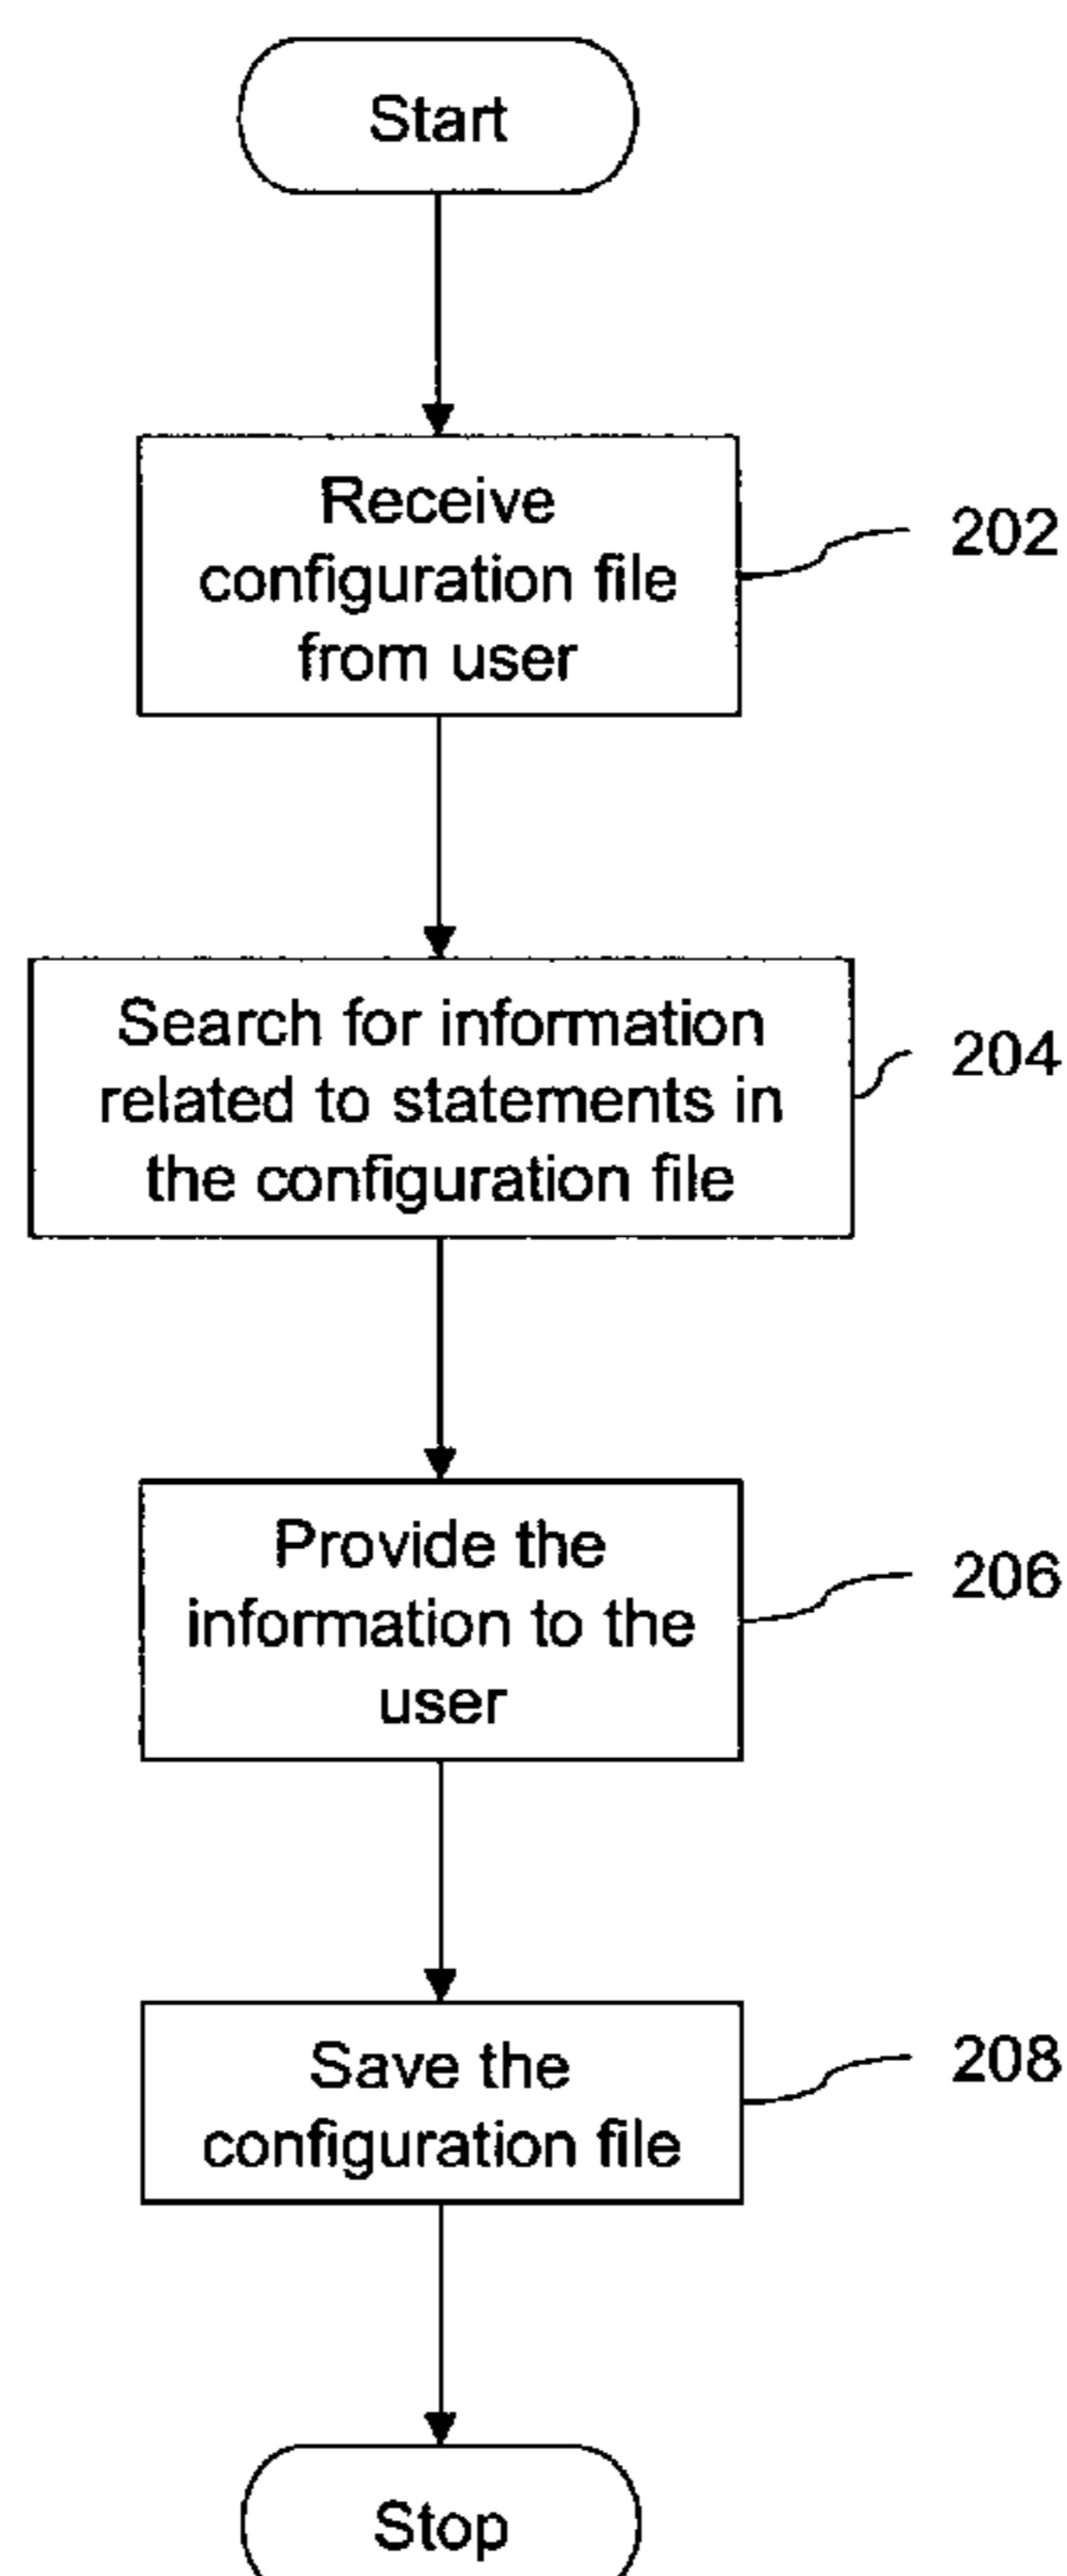 Start
Receive
configuration file
from user
202
Search for information
related to statements in
the configuration file
204
Provide the
information to the
user
206
Save the
configuration file
208
Stop